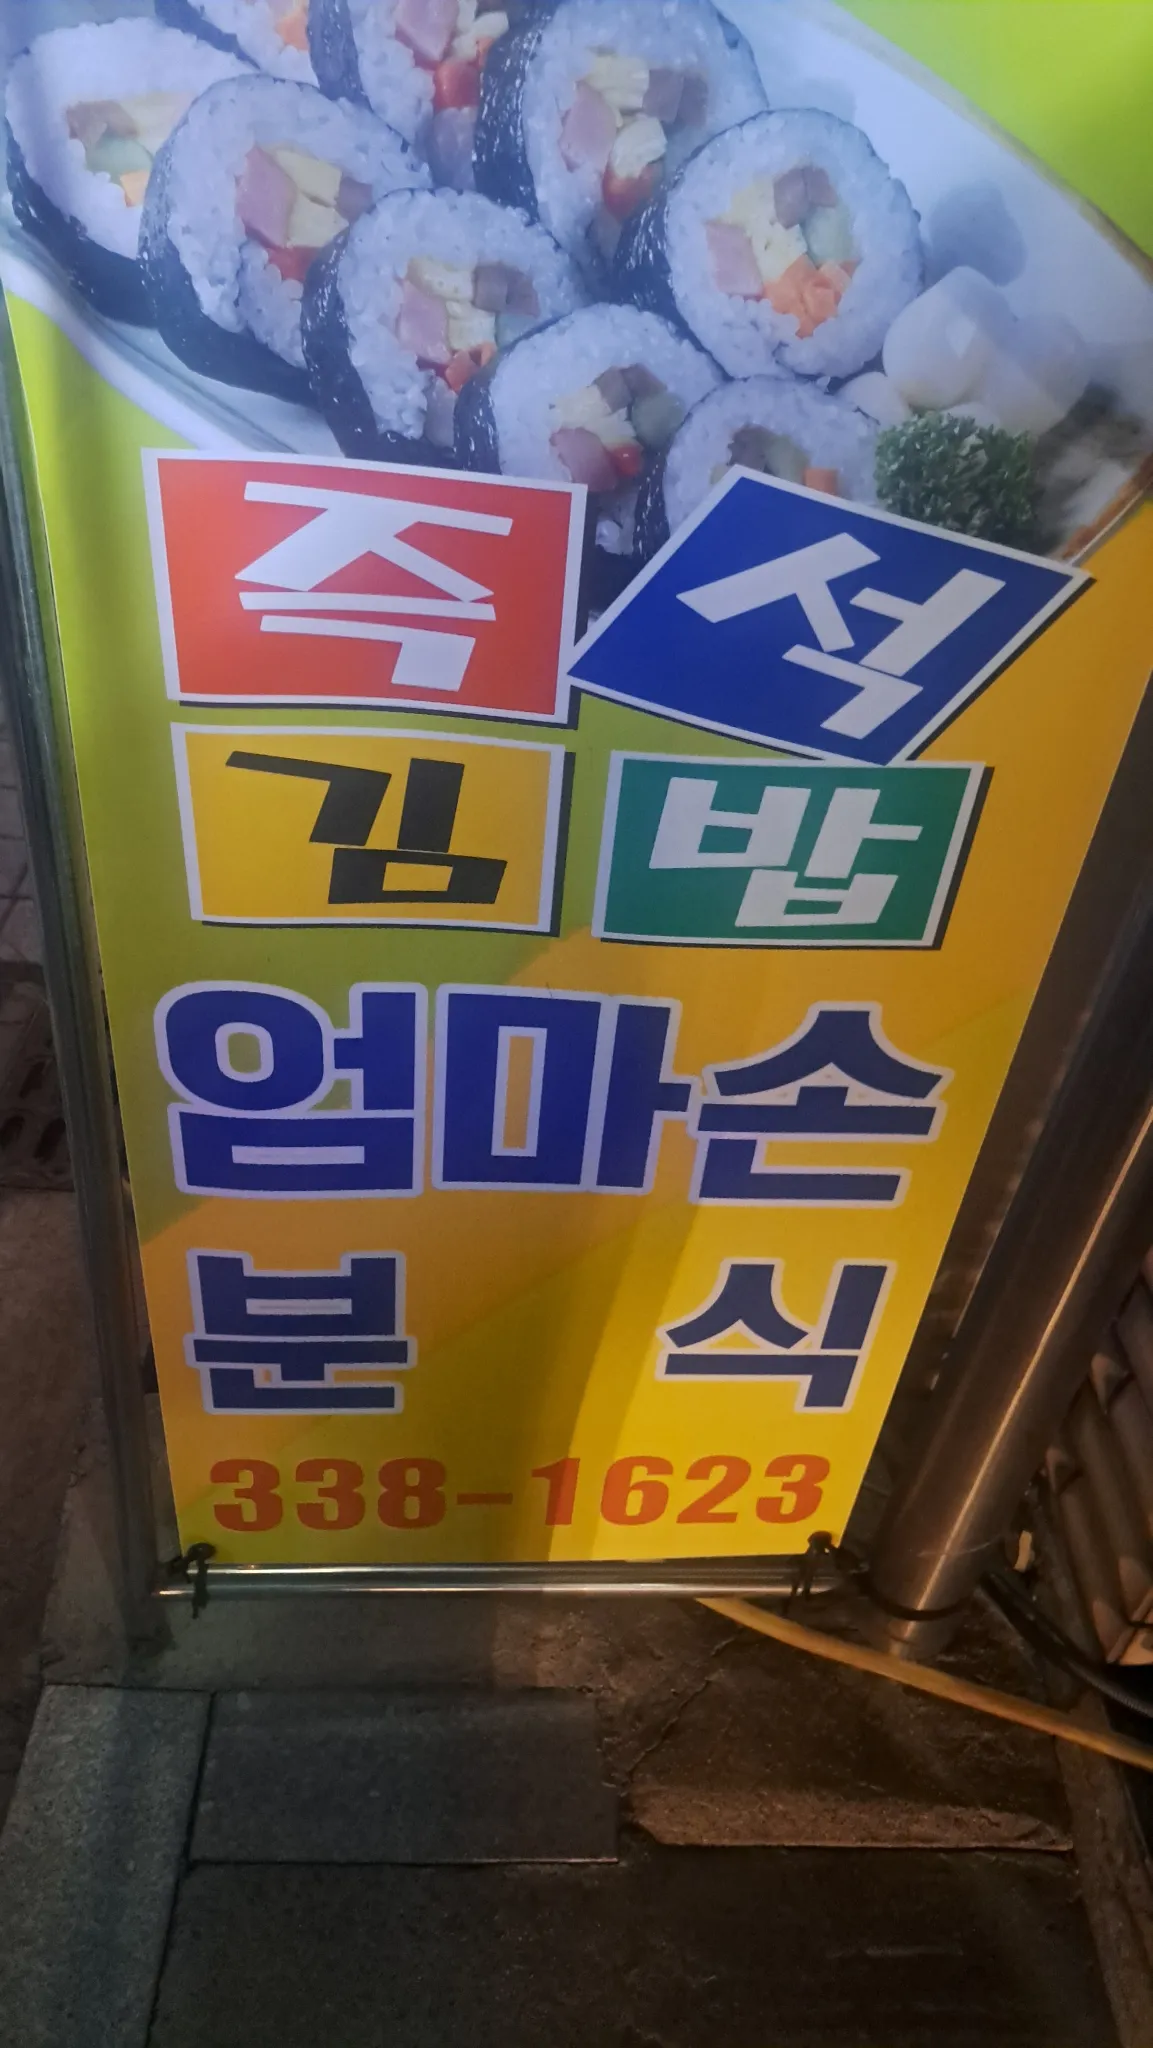 즉석
김밥
엄마손
분 식
338-1623